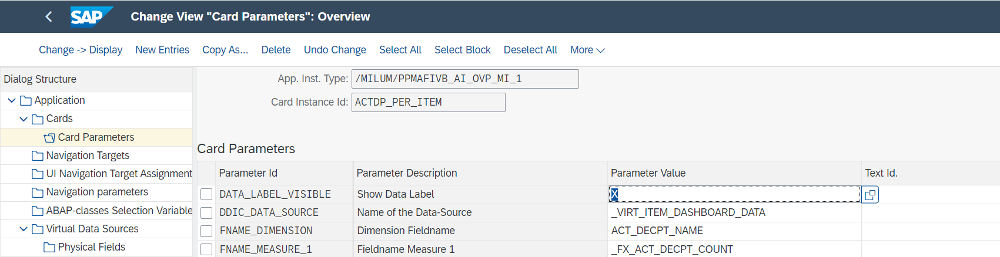 SAP Change View "Card Parameters": Overview
Change -> Display New Entries Copy As... Delete Undo Change Select All Select Block Deselect All More
Dialog Structure
Application
Cards
Card Parameters
Navigation Targets
UI Navigation Target Assignment
Navigation parameters
ABAP-classes Selection Variable
Virtual Data Sources
Physical Fields
App. Inst. Type: /MILUM/PPMAFIVB_AI_OVP_MI_1
Card Instance Id: ACTDP_PER_ITEM
Card Parameters
Parameter Id Parameter Description Parameter Value Text Id.
DATA_LABEL_VISIBLE Show Data Label X
DDIC_DATA_SOURCE Name of the Data-Source _VIRT_ITEM_DASHBOARD_DATA
FNAME_DIMENSION Dimension Fieldname ACT_DECPT_NAME
FNAME_MEASURE_1 Fieldname Measure 1 _FX_ACT_DECPT_COUNT